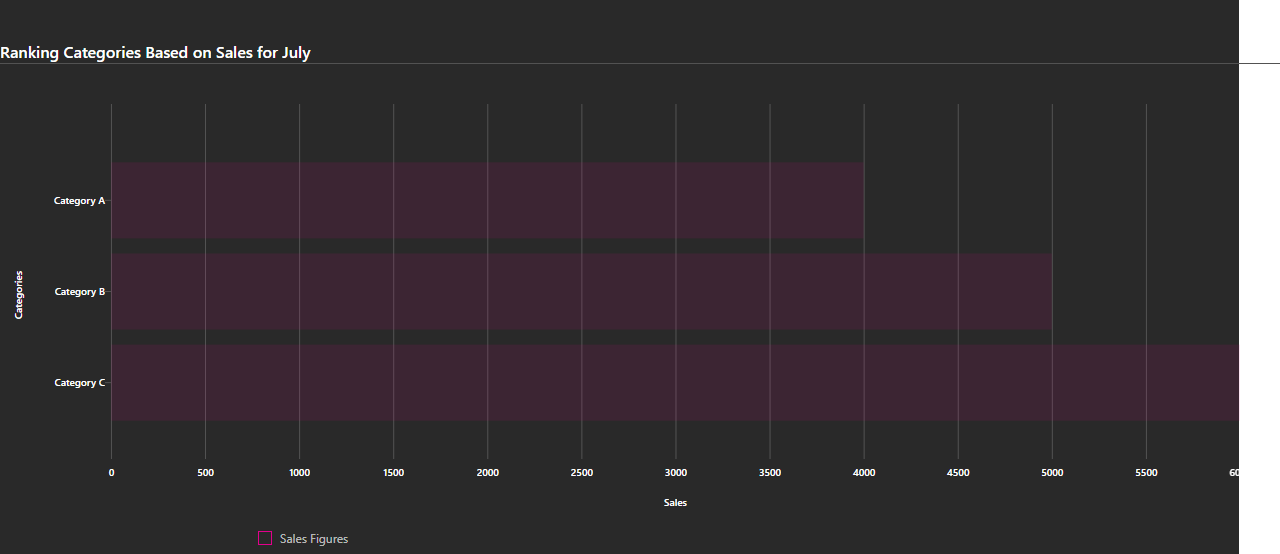 Ranking Categories Based on Sales for July
Categories
Category A
Category B
Category C
0 500 1000 1500 2000 2500 3000 3500 4000 4500 5000 5500
Sales
Sales Figures